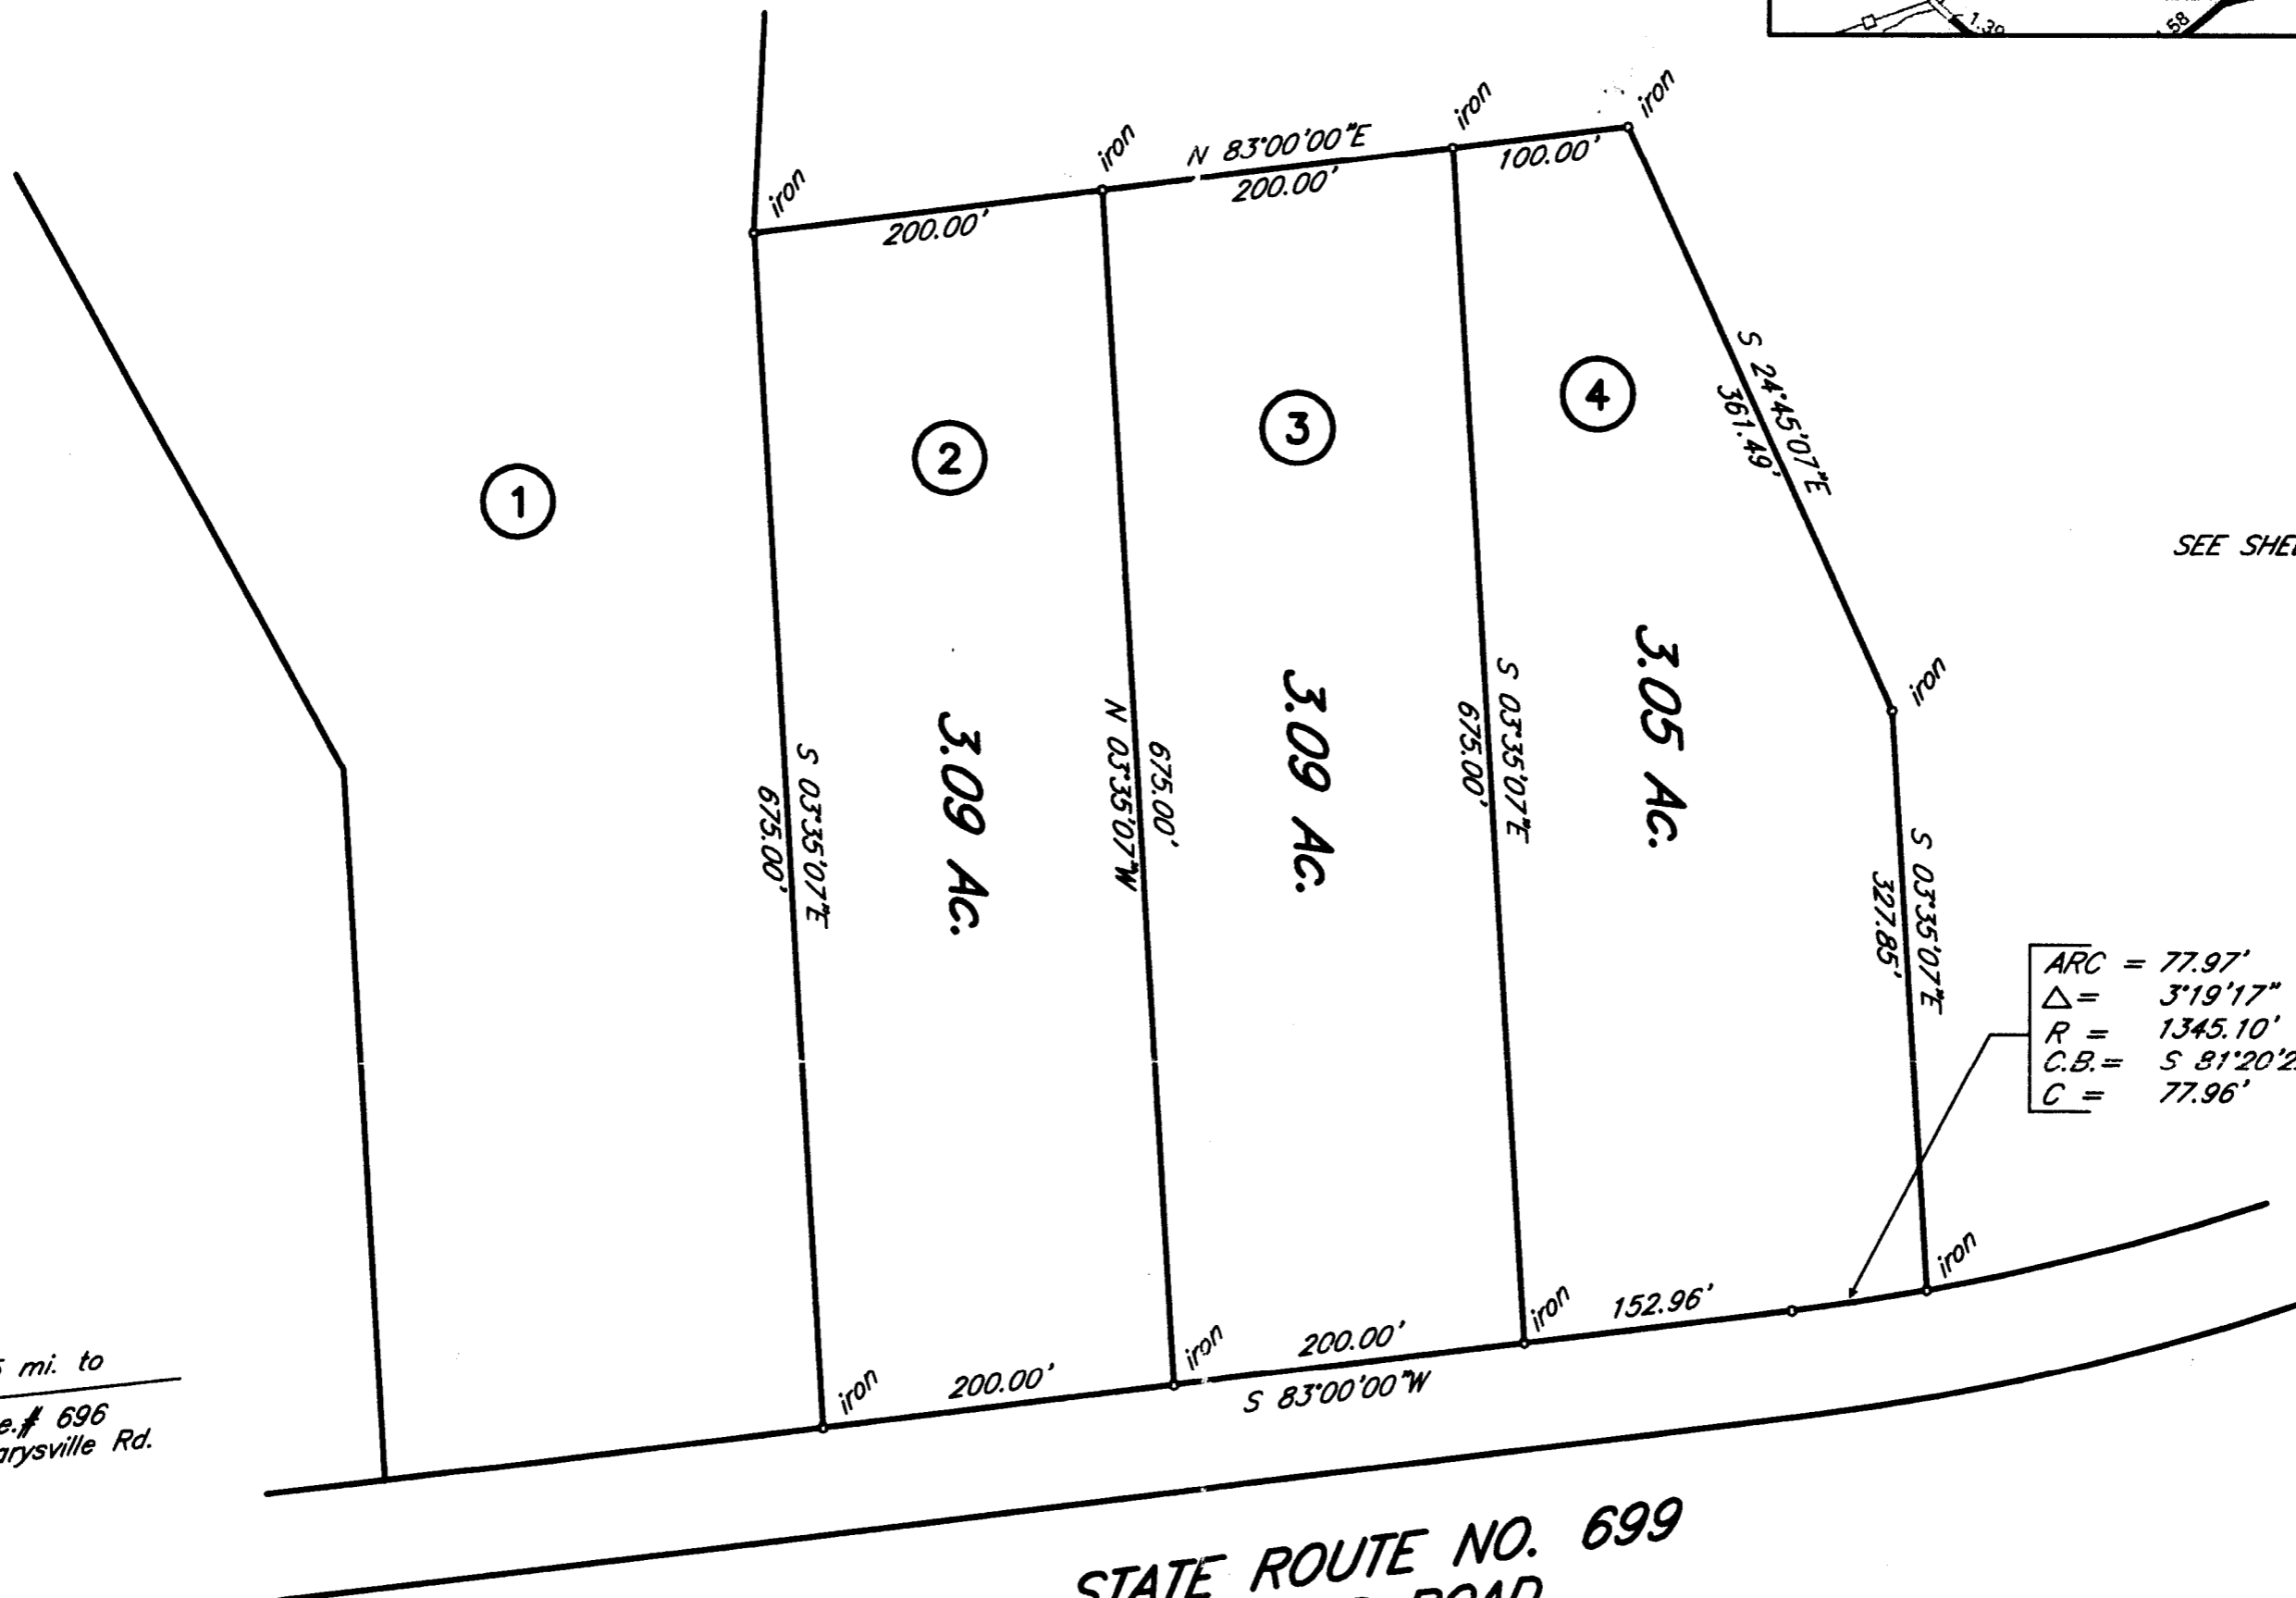 1.39
58
iron
iron
iron
iron
N 83°00'00"E
200.00'
200.00'
100.00'
1
2
3
4
S 24°45'07"E
361.49'
SEE
iron
3.09 Ac.
3.09 Ac.
3.05 Ac.
S 03°35'07"E
675.00'
675.00'
N 03°35'07"W
S 03°35'07"E
675.00'
S 03°35'07"E
327.85'
ARC = 77.97'
Δ= 3°19'17"
R = 1345.10'
C.B.= S 81°20'2
C = 77.96'
iron
iron
iron
iron
200.00'
200.00'
152.96'
S 83°00'00"W
mi. to
# 696
Rd.
STATE ROUTE NO. 699
ROAD